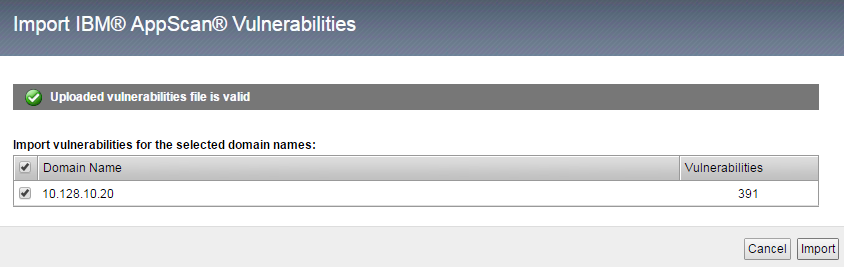 Import IBM® AppScan® Vulnerabilities
Uploaded vulnerabilities file is valid
Import vulnerabilities for the selected domain names:
Domain Name Vulnerabilities
10.128.10.20 391
Cancel Import